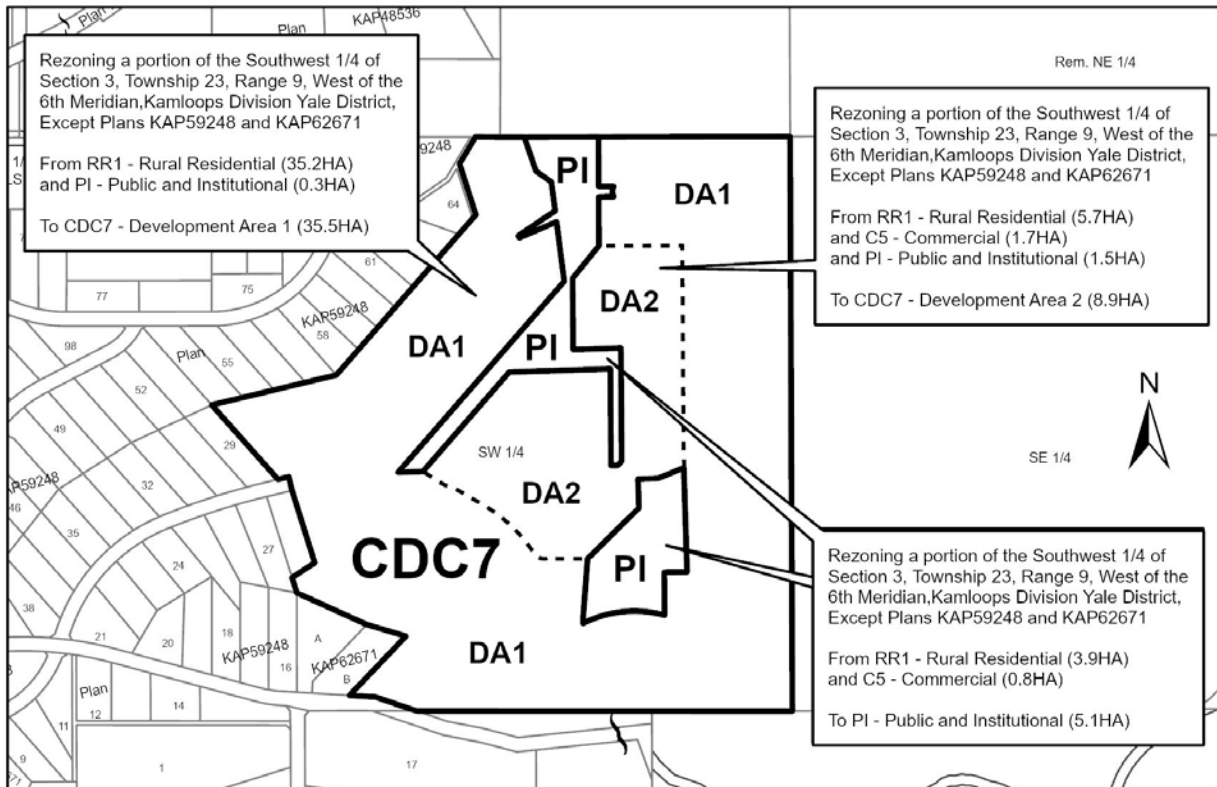 Plan
KAP48536
Plan
Rem. NE 1/4
Rezoning a portion of the Southwest 1/4 of
Section 3, Township 23, Range 9, West of the
6th Meridian,Kamloops Division Yale District,
Except Plans KAP59248 and KAP62671
From RR1 - Rural Residential (35.2HA)
and PI - Public and Institutional (0.3HA)
To CDC7 - Development Area 1 (35.5HA)
Rezoning a portion of the Southwest 1/4 of
Section 3, Township 23, Range 9, West of the
6th Meridian,Kamloops Division Yale District,
Except Plans KAP59248 and KAP62671
From RR1 - Rural Residential (5.7HA)
and C5 - Commercial (1.7HA)
and PI - Public and Institutional (1.5HA)
To CDC7 - Development Area 2 (8.9HA)
9248
PI
DA1
64
61
77
75
KAP59248
58
DA2
98
Plan
55
DA1
PI
52
N
49
29
SW 1/4
SE 1/4
AP59248
32
DA2
46
35
27
CDC7
24
PI
Rezoning a portion of the Southwest 1/4 of
Section 3, Township 23, Range 9, West of the
6th Meridian,Kamloops Division Yale District,
Except Plans KAP59248 and KAP62671
From RR1 - Rural Residential (3.9HA)
and C5 - Commercial (0.8HA)
To PI - Public and Institutional (5.1HA)
38
21
20
18
KAP59248
16
A
KAP62671
B
DA1
Plan
12
14
11
9
1
17